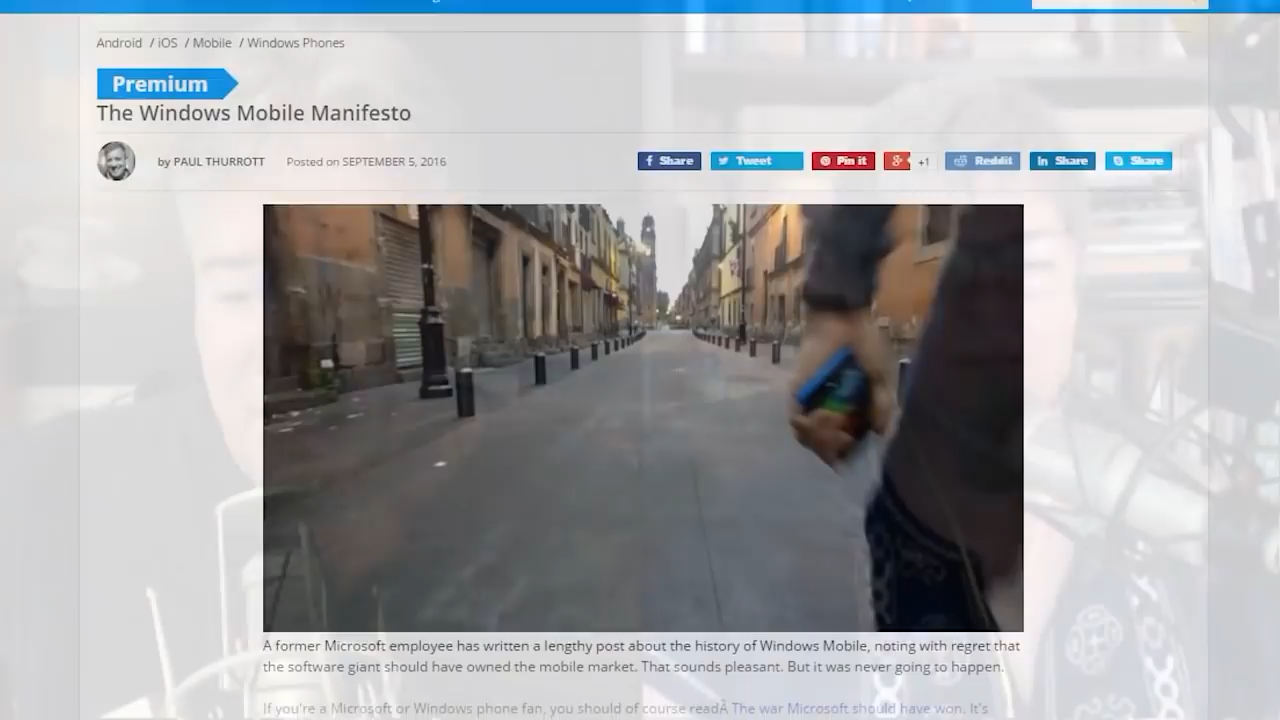 Android / iOS / Mobile / Windows Phones
Premium
The Windows Mobile Manifesto
by PAUL THURROTT Posted on SEPTEMBER 5, 2016
f Share Tweet Pin it g+ +1 Reddit in Share Share
A former Microsoft employee has written a lengthy post about the history of Windows Mobile, noting with regret that
the software giant should have owned the mobile market. That sounds pleasant. But it was never going to happen.
If you're a Microsoft or Windows phone fan, you should of course readÂ The war Microsoft should have won. It's